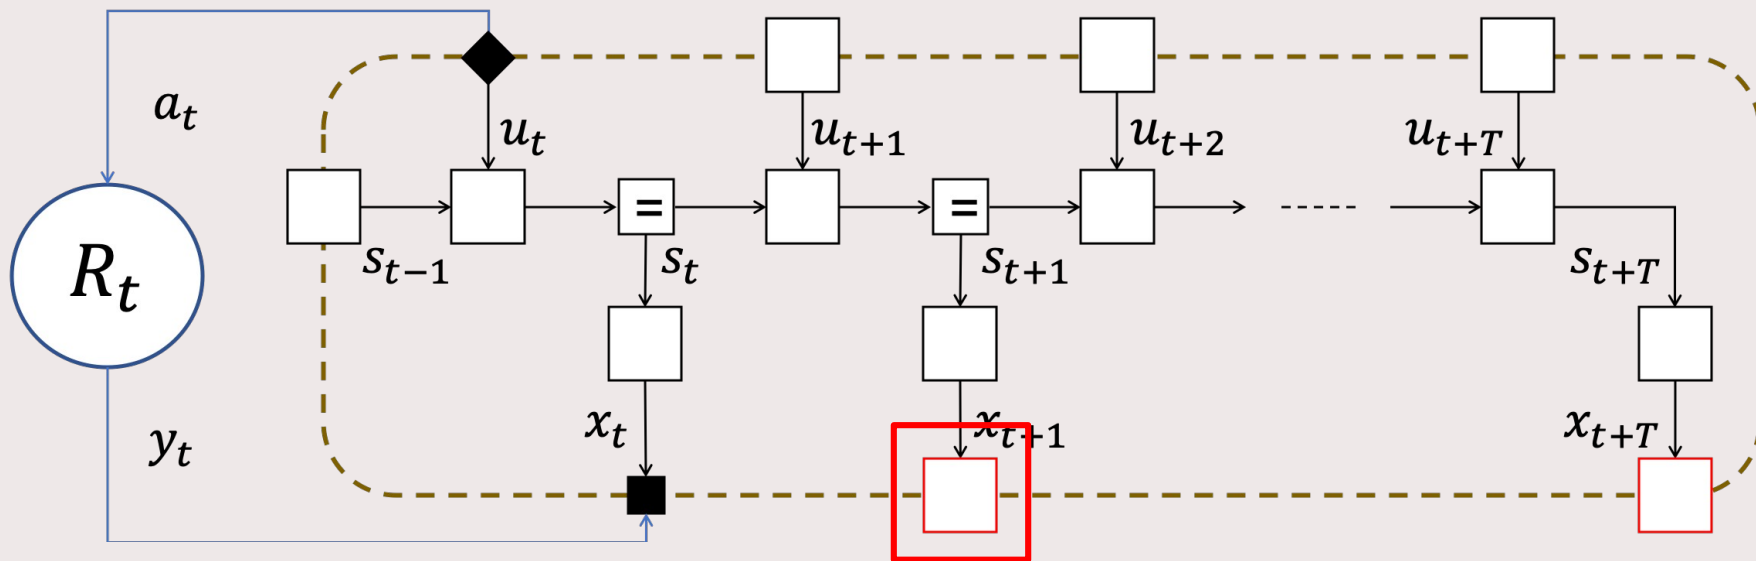 a_t
u_t
u_{t+1}
u_{t+2}
u_{t+T}
R_t
=
=
-----
s_{t-1}
s_t
s_{t+1}
s_{t+T}
y_t
x_t
x_{t+1}
x_{t+T}